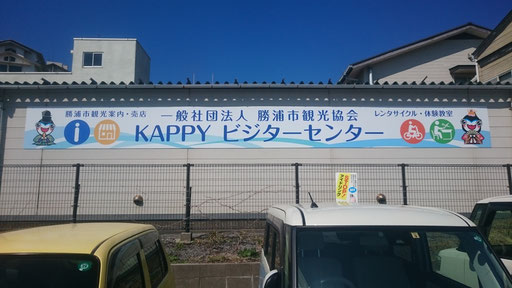 勝浦市観光案内・売店
一般社団法人 勝浦市観光協会
レンタサイクル・体験教室
KAPPY ビジターセンター